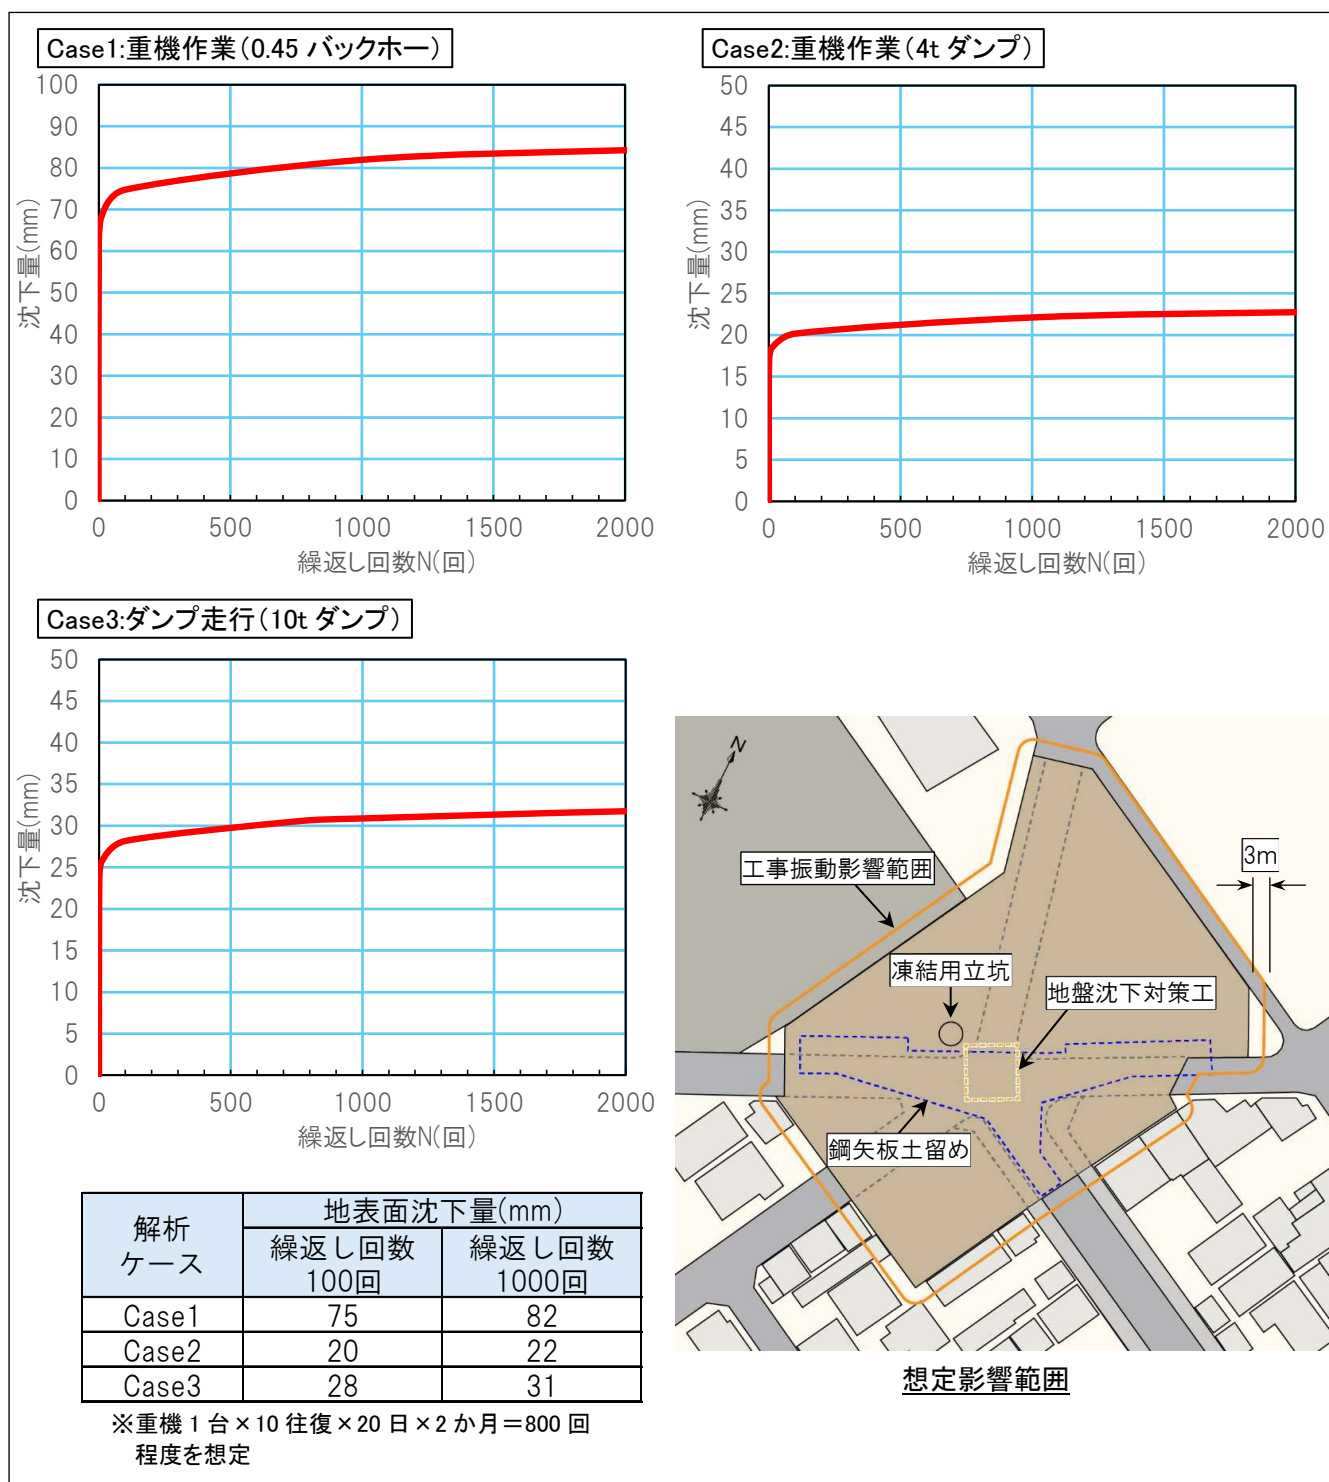 Case1:重機作業(0.45 バックホー)
100
90
80
70
60
50
40
30
20
10
0
沈下量(mm)
0 500 1000 1500 2000
繰返し回数N(回)
Case2:重機作業(4t ダンプ)
50
45
40
35
30
25
20
15
10
5
0
沈下量(mm)
0 500 1000 1500 2000
繰返し回数N(回)
Case3:ダンプ走行(10t ダンプ)
50
45
40
35
30
25
20
15
10
5
0
沈下量(mm)
0 500 1000 1500 2000
繰返し回数N(回)
N
工事振動影響範囲
3m
凍結用立坑
地盤沈下対策工
鋼矢板土留め
想定影響範囲
解析ケース 地表面沈下量(mm)
繰返し回数100回 繰返し回数1000回
Case1 75 82
Case2 20 22
Case3 28 31
※重機 1 台×10 往復×20 日×2 か月=800 回
程度を想定